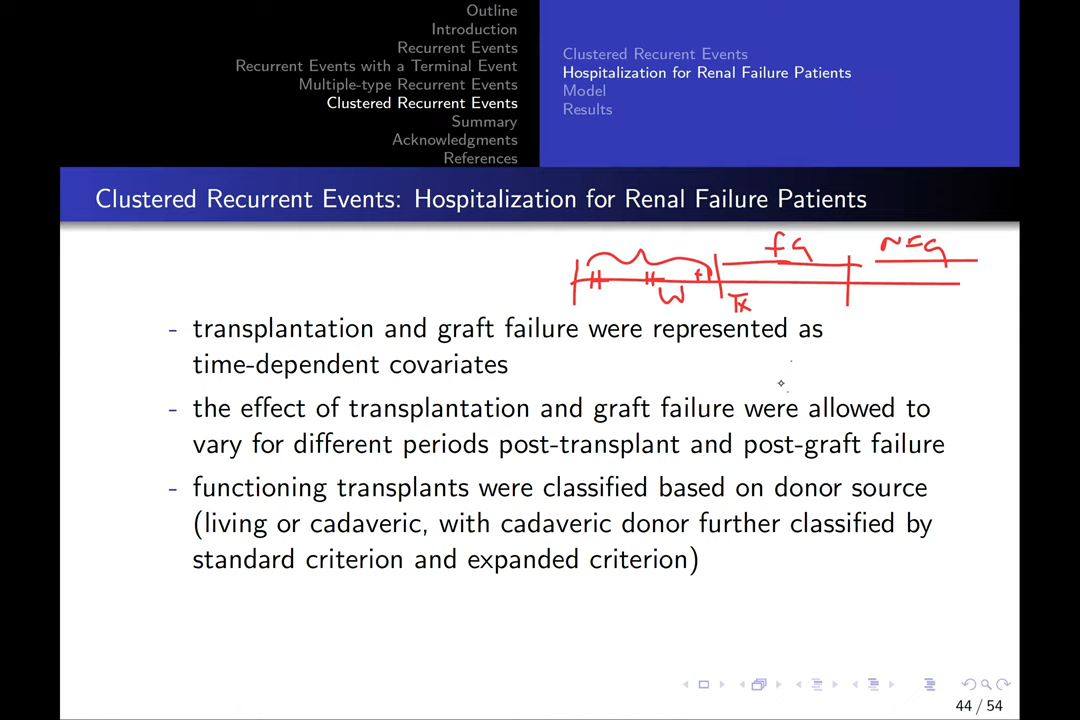 Outline
Introduction
Recurrent Events
Recurrent Events with a Terminal Event
Multiple-type Recurrent Events
Clustered Recurrent Events
Summary
Acknowledgments
References
Clustered Recurent Events
Hospitalization for Renal Failure Patients
Model
Results
Clustered Recurrent Events: Hospitalization for Renal Failure Patients
fG NFG
W Tx
- transplantation and graft failure were represented as
time-dependent covariates
- the effect of transplantation and graft failure were allowed to
vary for different periods post-transplant and post-graft failure
- functioning transplants were classified based on donor source
(living or cadaveric, with cadaveric donor further classified by
standard criterion and expanded criterion)
44 / 54